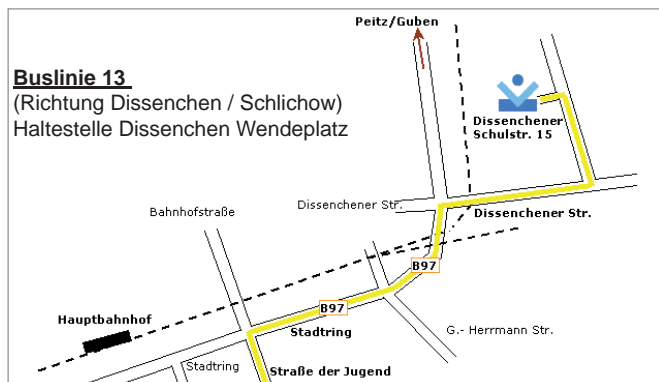 Peitz/Guben
Buslinie 13
(Richtung Dissenchen / Schlichow)
Haltestelle Dissenchen Wendeplatz
Dissenchener
Schulstr. 15
Bahnhofstraße
Dissenchener Str.
Dissenchener Str.
B97
B97
Hauptbahnhof
Stadtring
G.- Herrmann Str.
Stadtring
Straße der Jugend